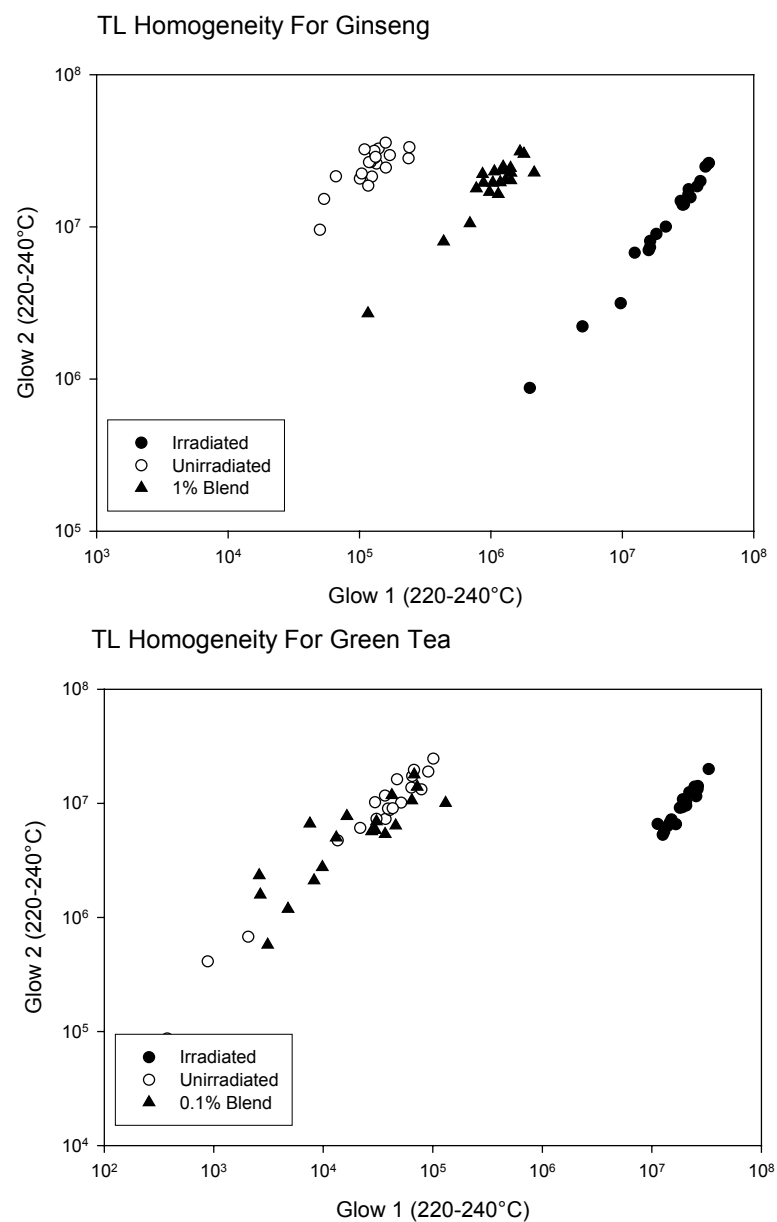 TL Homogeneity For Ginseng
10⁸
10⁷
10⁶
10⁵
Glow 2 (220-240°C)
Irradiated
Unirradiated
1% Blend
10³ 10⁴ 10⁵ 10⁶ 10⁷ 10⁸
Glow 1 (220-240°C)
TL Homogeneity For Green Tea
10⁸
10⁷
10⁶
10⁵
10⁴
Glow 2 (220-240°C)
Irradiated
Unirradiated
0.1% Blend
10² 10³ 10⁴ 10⁵ 10⁶ 10⁷ 10⁸
Glow 1 (220-240°C)